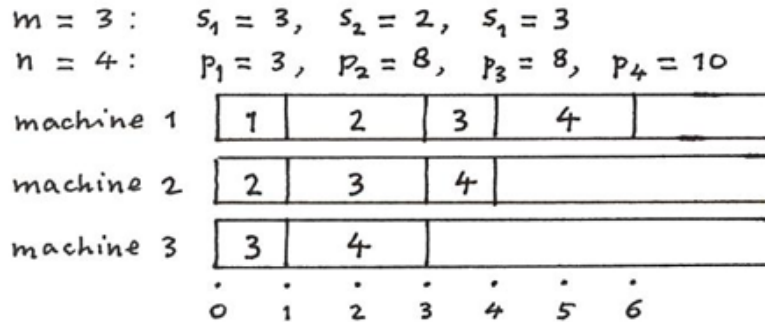 m = 3 : s₁ = 3, s₂ = 2, s₁ = 3
n = 4 : p₁ = 3, p₂ = 8, p₃ = 8, p₄ = 10
machine 1 1 2 3 4
machine 2 2 3 4
machine 3 3 4
0 1 2 3 4 5 6